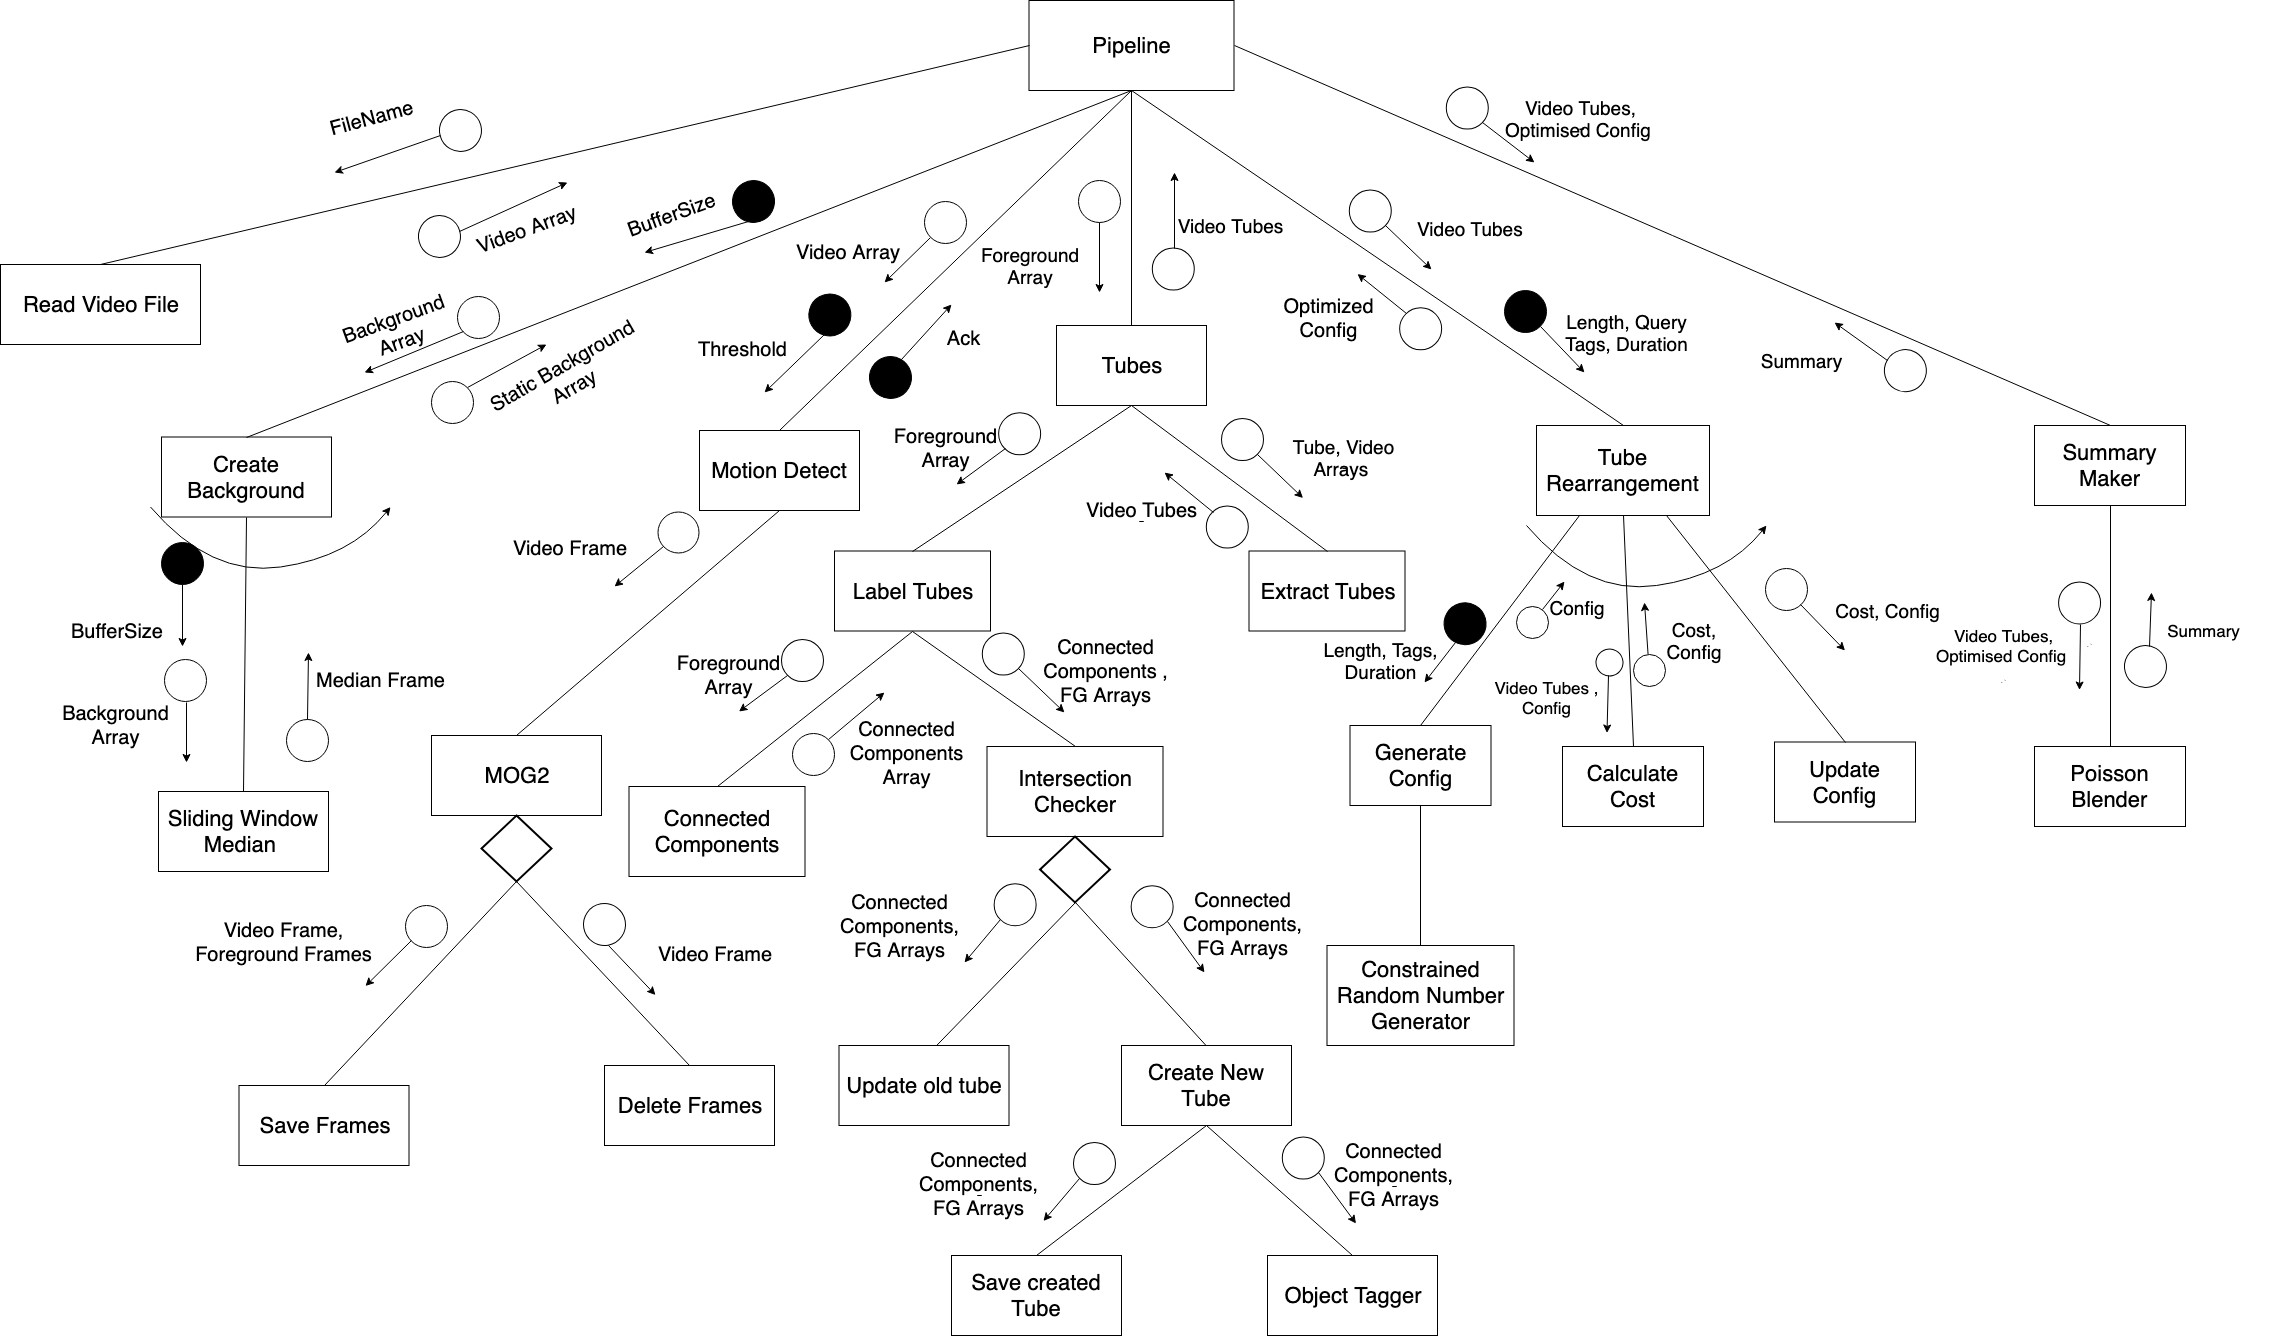 Pipeline
FileName
Video Tubes,
Optimised Config
Video Array
BufferSize
Video Array
Foreground
Array
Video Tubes
Video Tubes
Read Video File
Background
Array
Static Background
Array
Threshold
Ack
Optimized
Config
Length, Query
Tags, Duration
Summary
Tubes
Create
Background
Motion Detect
Foreground
Array
Tube, Video
Arrays
Video Tubes
Tube
Rearrangement
Summary
Maker
Video Frame
Label Tubes
Extract Tubes
BufferSize
Median Frame
Background
Array
Foreground
Array
Connected
Components ,
FG Arrays
Length, Tags,
Duration
Config
Cost,
Config
Video Tubes ,
Config
Cost, Config
Video Tubes,
Optimised Config
Summary
Connected
Components
Array
MOG2
Sliding Window
Median
Connected
Components
Intersection
Checker
Generate
Config
Calculate
Cost
Update
Config
Poisson
Blender
Video Frame,
Foreground Frames
Video Frame
Connected
Components,
FG Arrays
Connected
Components,
FG Arrays
Constrained
Random Number
Generator
Save Frames
Delete Frames
Update old tube
Create New
Tube
Connected
Components,
FG Arrays
Connected
Components,
FG Arrays
Save created
Tube
Object Tagger